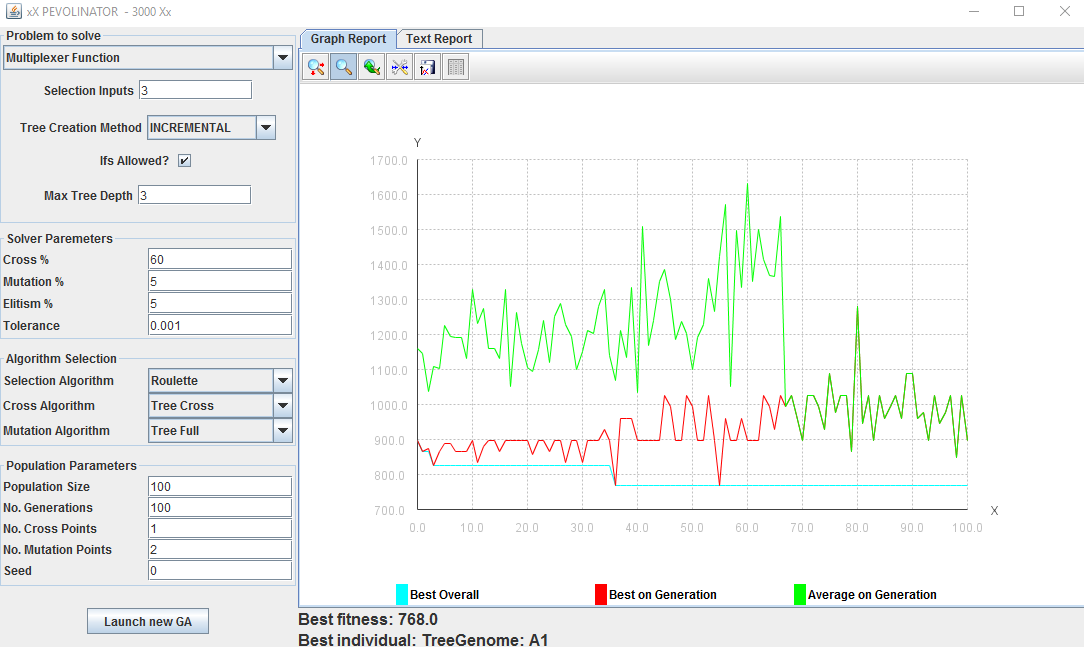 xX PEVOLINATOR - 3000 Xx
Problem to solve
Multiplexer Function
Selection Inputs 3
Tree Creation Method INCREMENTAL
Ifs Allowed?
Max Tree Depth 3
Solver Paremeters
Cross % 60
Mutation % 5
Elitism % 5
Tolerance 0.001
Algorithm Selection
Selection Algorithm Roulette
Cross Algorithm Tree Cross
Mutation Algorithm Tree Full
Population Parameters
Population Size 100
No. Generations 100
No. Cross Points 1
No. Mutation Points 2
Seed 0
Launch new GA
Graph Report Text Report
Y
1700.0
1600.0
1500.0
1400.0
1300.0
1200.0
1100.0
1000.0
900.0
800.0
700.0
0.0 10.0 20.0 30.0 40.0 50.0 60.0 70.0 80.0 90.0 100.0
X
Best Overall Best on Generation Average on Generation
Best fitness: 768.0
Best individual: TreeGenome: A1